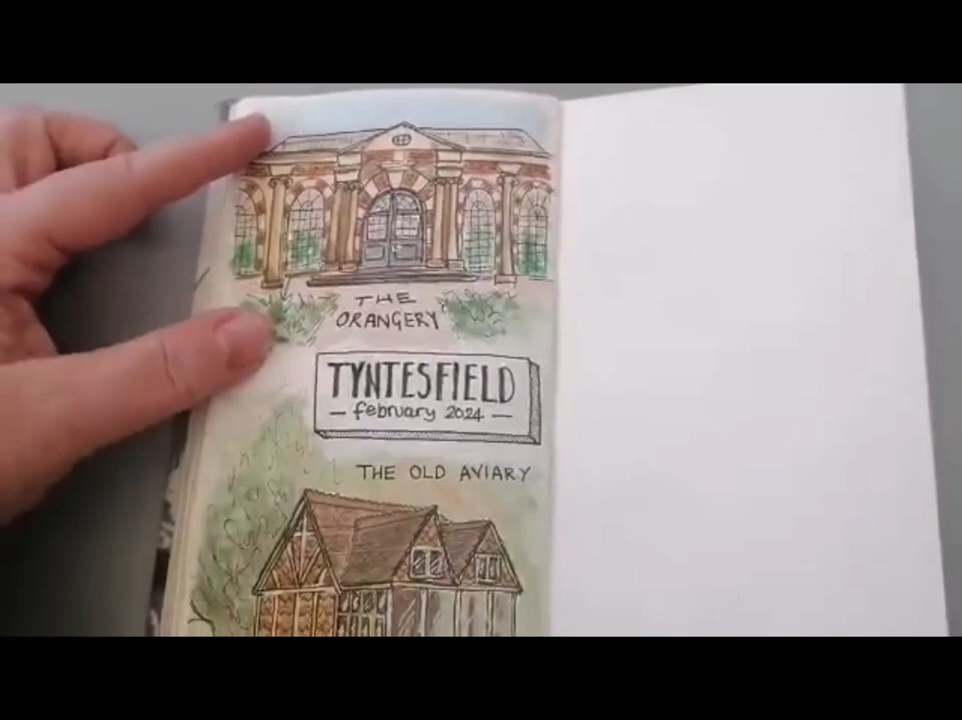 THE
ORANGERY
TYNTESFIELD
– february 2024 –
THE OLD AVIARY